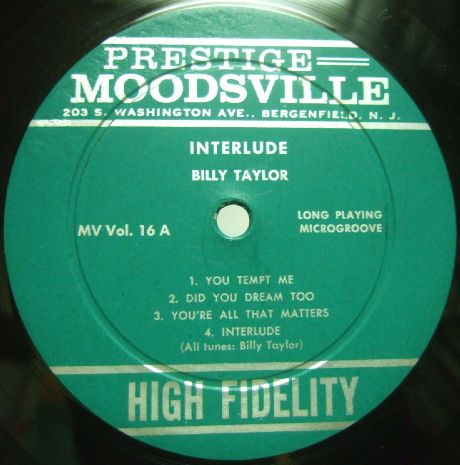 PRESTIGE
MOODSVILLE
203 S. WASHINGTON AVE., BERGENFIELD, N. J.
INTERLUDE
BILLY TAYLOR
MV Vol. 16 A
LONG PLAYING
MICROGROOVE
1. YOU TEMPT ME
2. DID YOU DREAM TOO
3. YOU'RE ALL THAT MATTERS
4. INTERLUDE
(All tunes: Billy Taylor)
HIGH FIDELITY